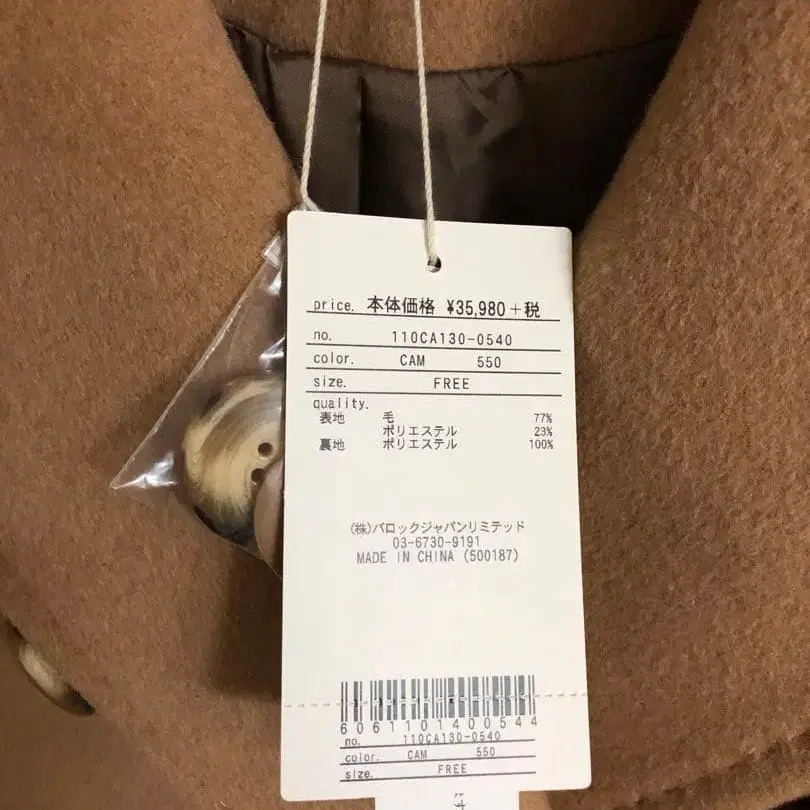 price. 本体価格 ¥35,980＋税
no. 110CA130-0540
color. CAM 550
size. FREE
quality.
表地 毛 77%
ポリエステル 23%
裏地 ポリエステル 100%
(株)バロックジャパンリミテッド
03-6730-9191
MADE IN CHINA (500187)
6061101400544
no. 110CA130-0540
color. CAM 550
size. FREE